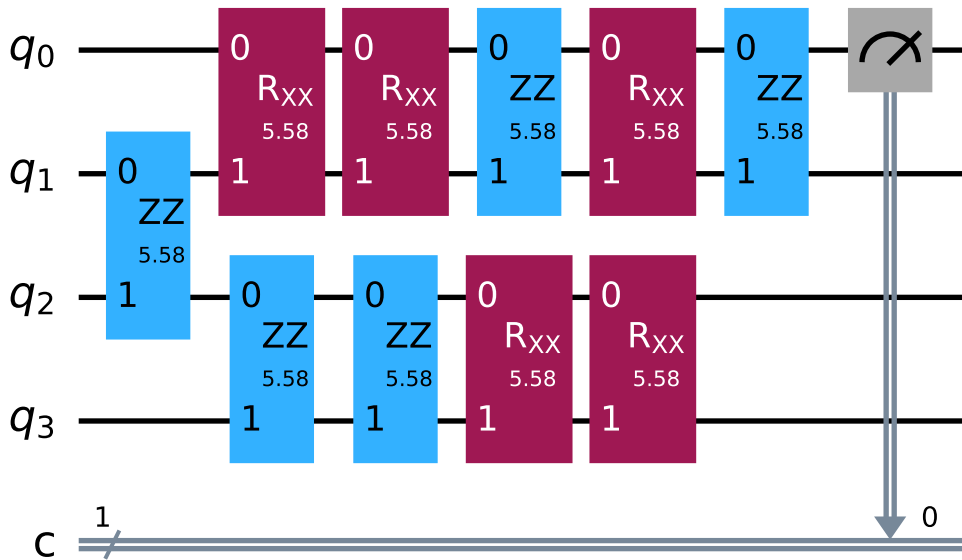 q0 0 0 0 0 0
RXX RXX ZZ RXX ZZ
5.58 5.58 5.58 5.58 5.58
q1 0 1 1 1 1 1
ZZ
5.58
q2 1 0 0 0 0
ZZ ZZ RXX RXX
5.58 5.58 5.58 5.58
q3 1 1 1 1
1 0
c